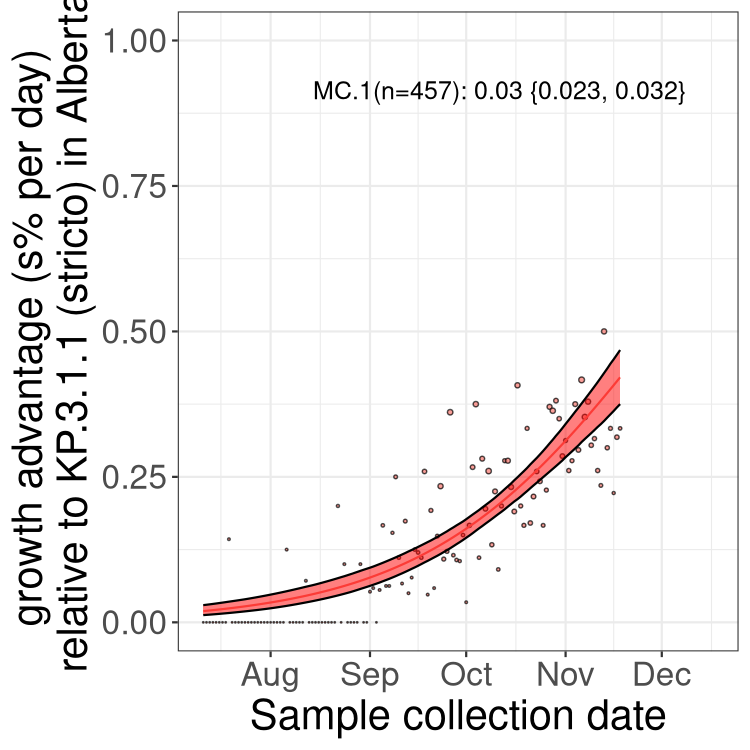 growth advantage (s% per day)
relative to KP.3.1.1 (stricto) in Alberta
1.00
0.75
0.50
0.25
0.00
MC.1(n=457): 0.03 {0.023, 0.032}
Aug Sep Oct Nov Dec
Sample collection date